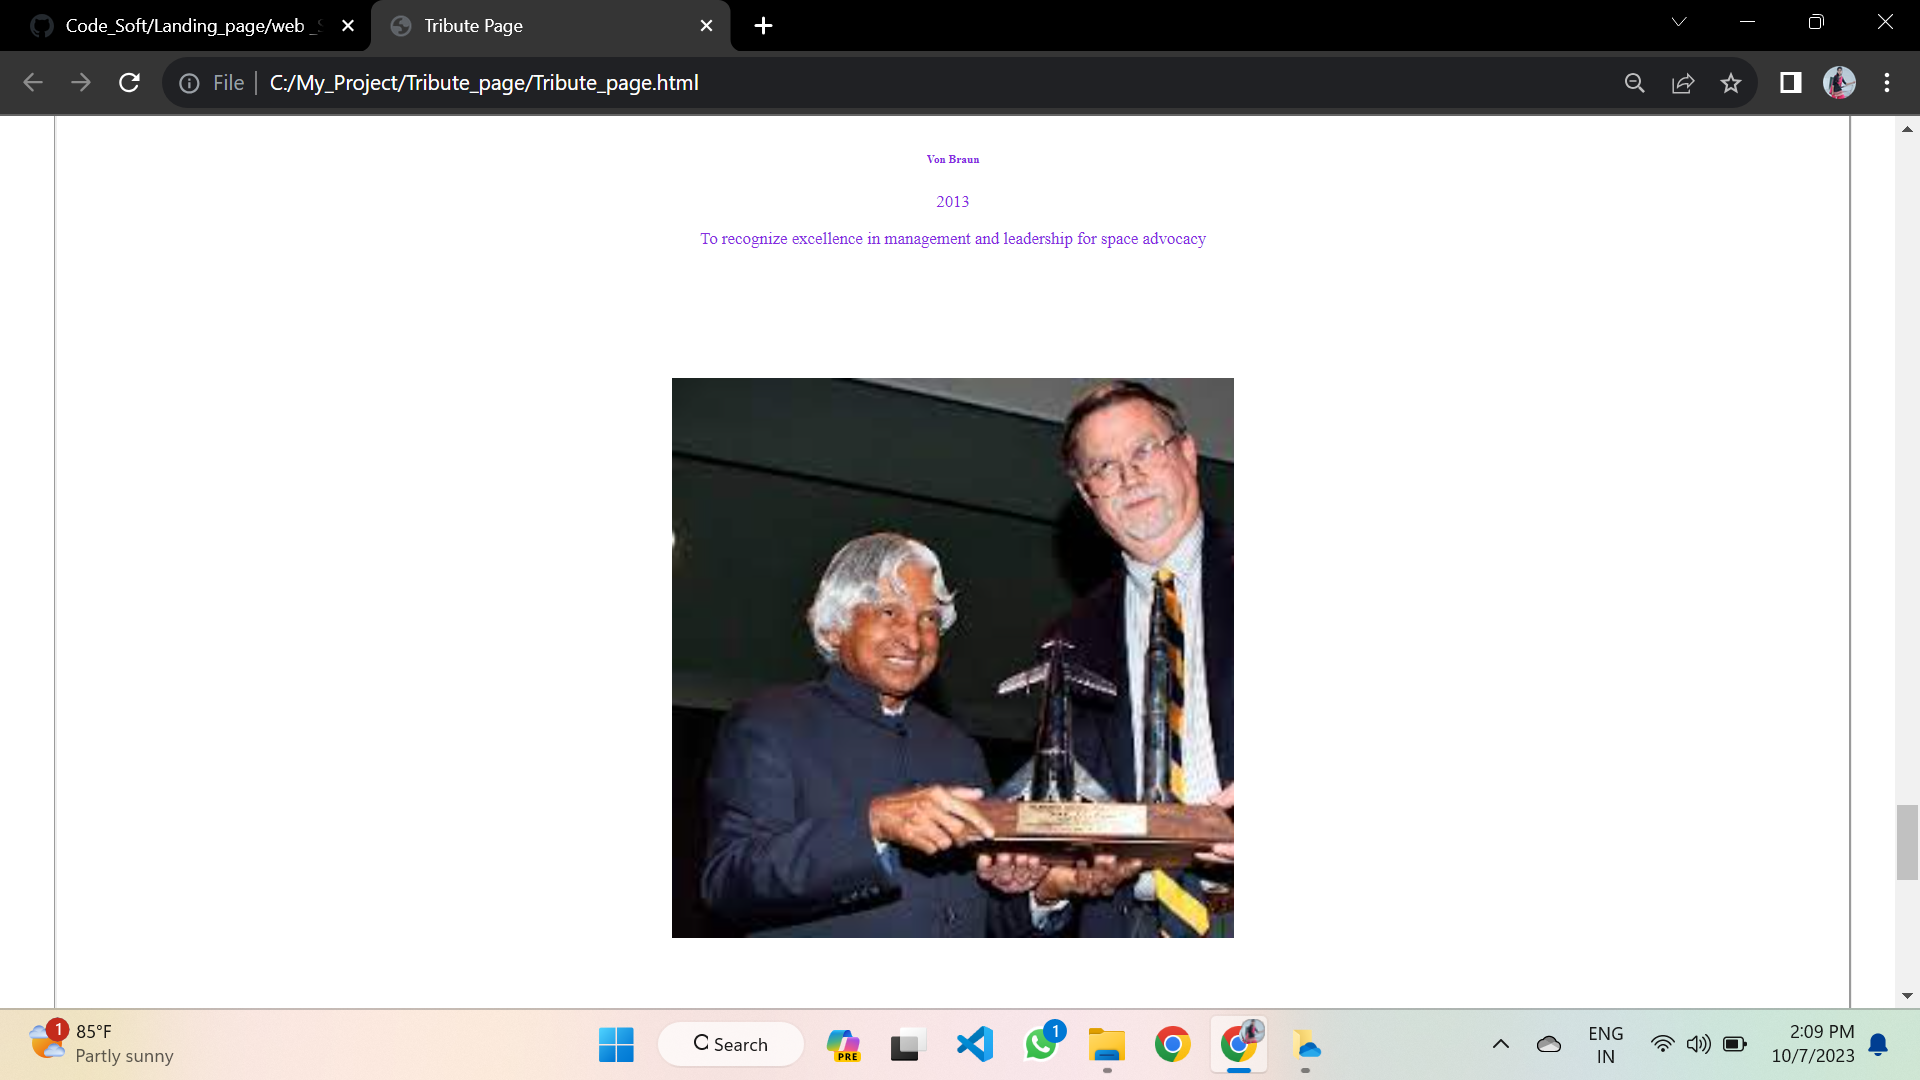 Code_Soft/Landing_page/web_
Tribute Page
File
C:/My_Project/Tribute_page/Tribute_page.html
Von Braun
2013
To recognize excellence in management and leadership for space advocacy
1
85°F
Partly sunny
Search
PRE
1
ENG
IN
2:09 PM
10/7/2023